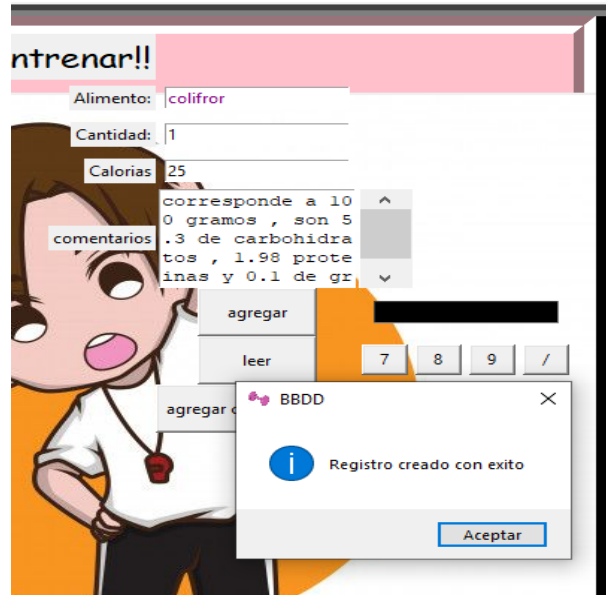 ntrenar!!
Alimento: colifror
Cantidad: 1
Calorias 25
comentarios
corresponde a 10
0 gramos , son 5
.3 de carbohidra
tos , 1.98 prote
inas y 0.1 de gr
agregar
leer
7 8 9 /
agregar
BBDD
Registro creado con exito
Aceptar